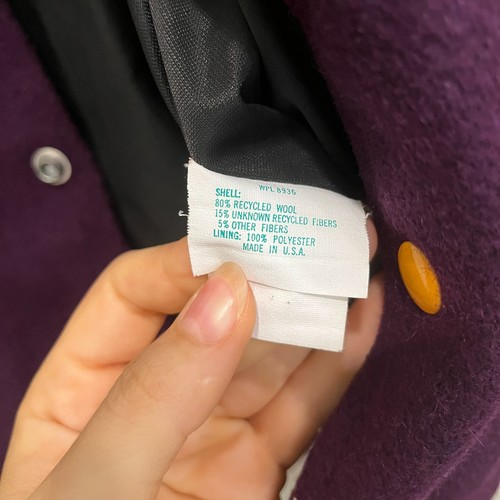 WPL 8936
SHELL:
80% RECYCLED WOOL
15% UNKNOWN RECYCLED FIBERS
5% OTHER FIBERS
LINING: 100% POLYESTER
MADE IN U.S.A.